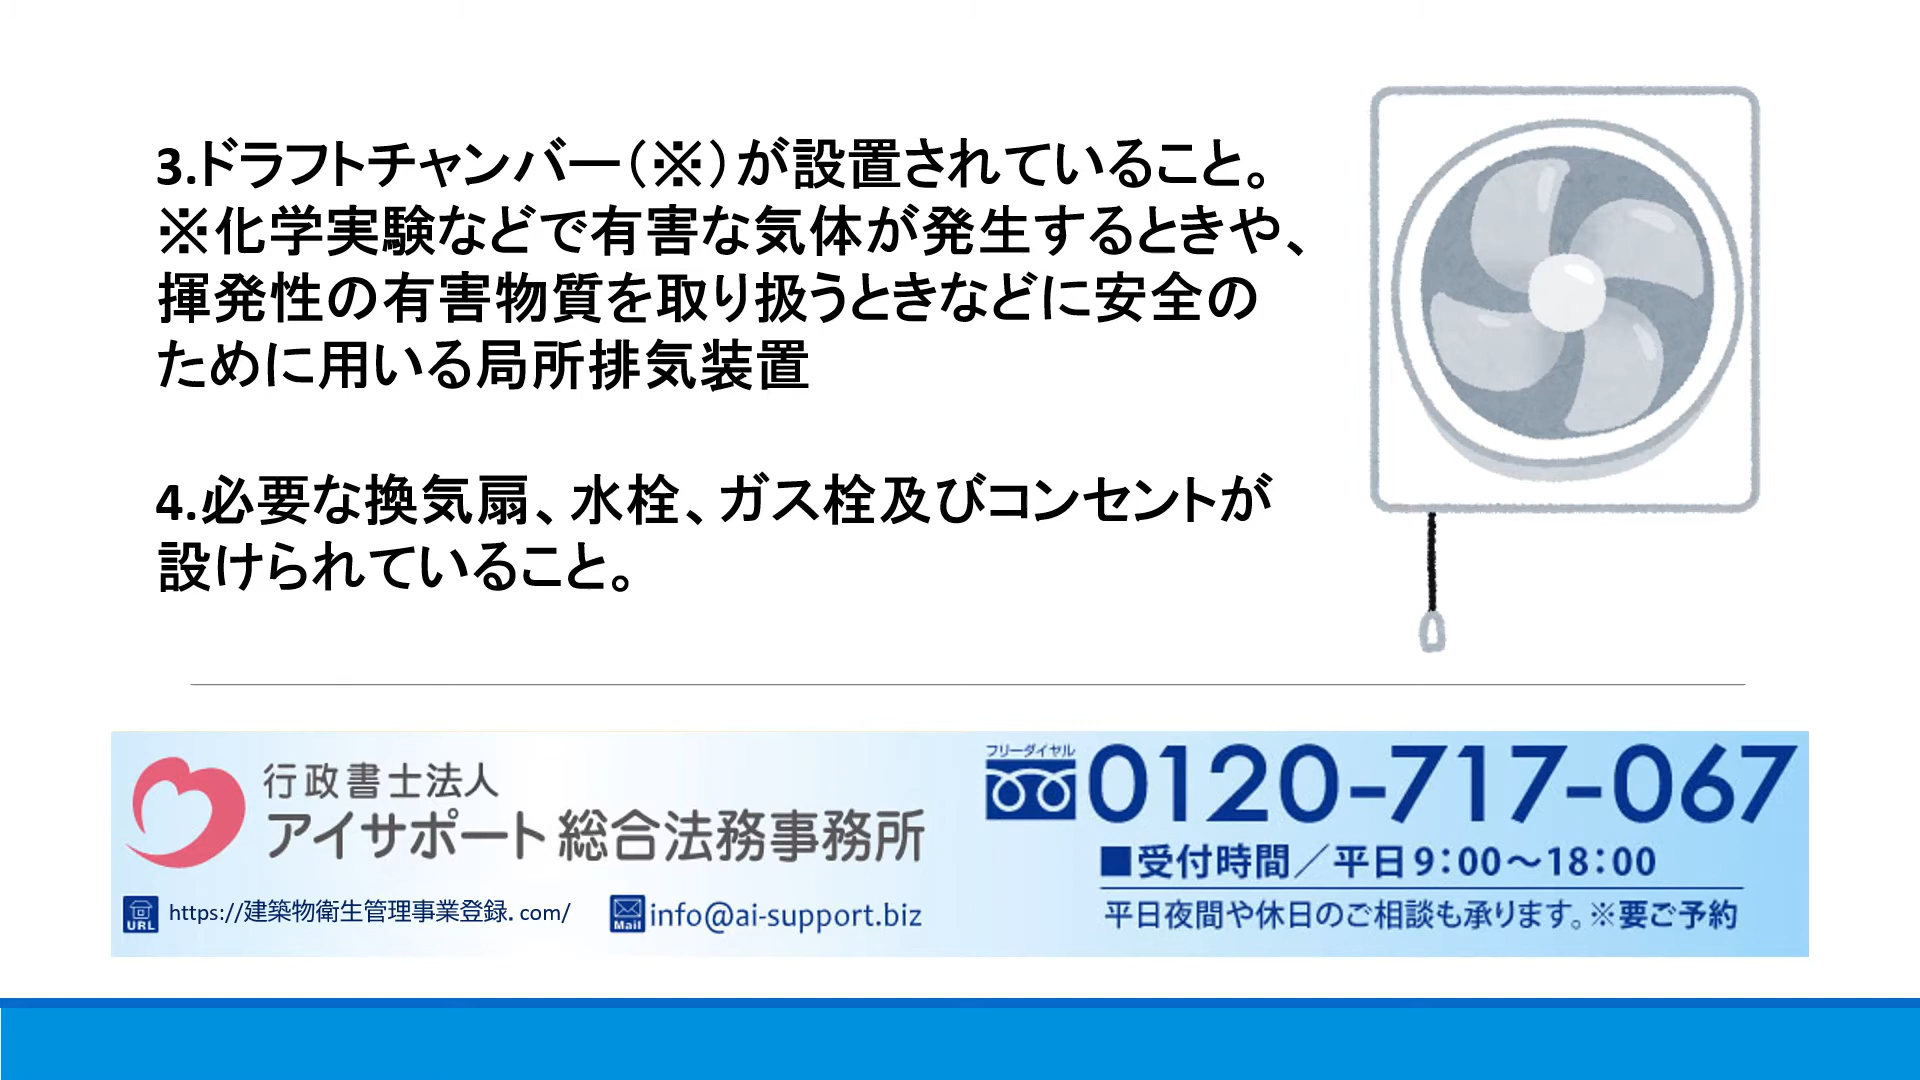 3.ドラフトチャンバー（※）が設置されていること。
※化学実験などで有害な気体が発生するときや、
揮発性の有害物質を取り扱うときなどに安全の
ために用いる局所排気装置
4.必要な換気扇、水栓、ガス栓及びコンセントが
設けられていること。
行政書士法人
アイサポート総合法務事務所
URL https://建築物衛生管理事業登録.com/
Mail info@ai-support.biz
フリーダイヤル
0120-717-067
■受付時間／平日9：00～18：00
平日夜間や休日のご相談も承ります。※要ご予約